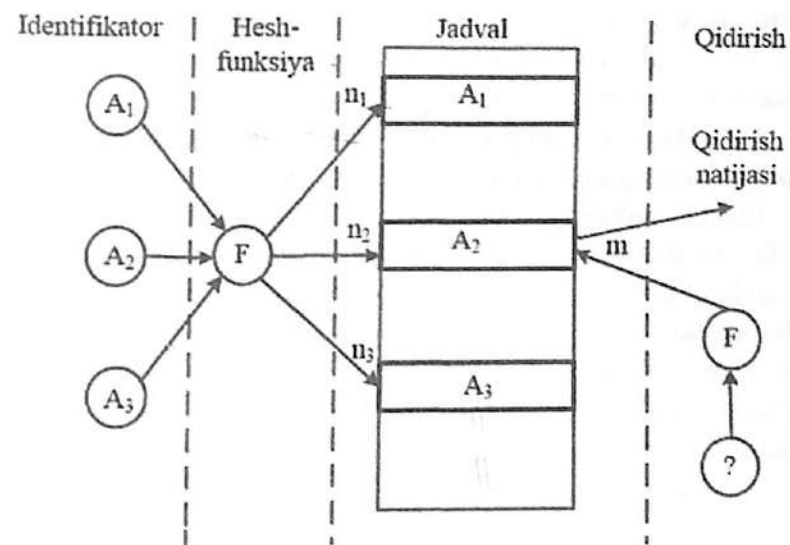 Identifikator
Hesh-
funksiya
Jadval
Qidirish
A₁
n₁
A₁
Qidirish
natijasi
A₂
F
n₂
A₂
m
F
A₃
n₃
A₃
?